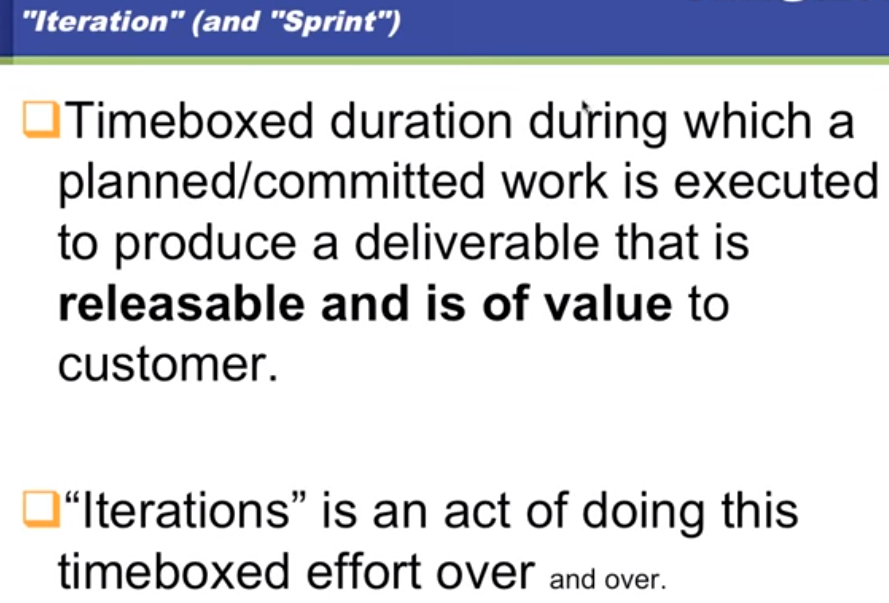 "Iteration" (and "Sprint")
Timeboxed duration during which a
planned/committed work is executed
to produce a deliverable that is
releasable and is of value to
customer.
“Iterations” is an act of doing this
timeboxed effort over and over.